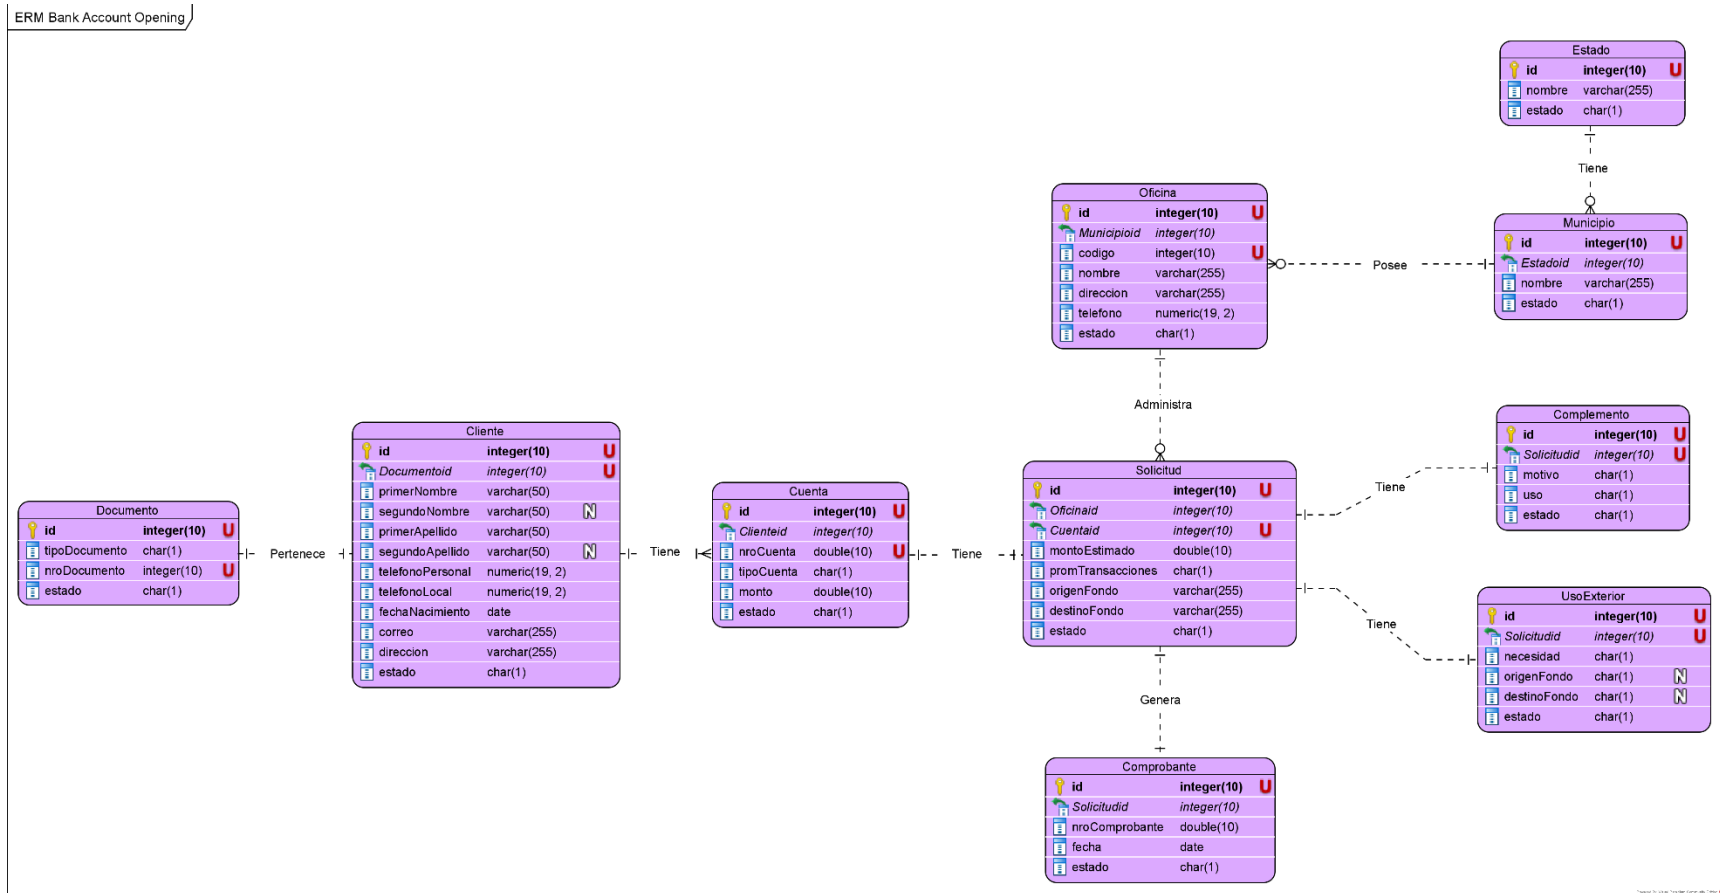 ERM Bank Account Opening
Estado
id integer(10) U
nombre varchar(255)
estado char(1)
Tiene
Oficina
id integer(10) U
Municipioid integer(10)
codigo integer(10) U
nombre varchar(255)
direccion varchar(255)
telefono numeric(19, 2)
estado char(1)
Posee
Municipio
id integer(10) U
Estadoid integer(10)
nombre varchar(255)
estado char(1)
Administra
Documento
id integer(10) U
tipoDocumento char(1)
nroDocumento integer(10) U
estado char(1)
Pertenece
Cliente
id integer(10) U
Documentoid integer(10) U
primerNombre varchar(50)
segundoNombre varchar(50) N
primerApellido varchar(50)
segundoApellido varchar(50) N
telefonoPersonal numeric(19, 2)
telefonoLocal numeric(19, 2)
fechaNacimiento date
correo varchar(255)
direccion varchar(255)
estado char(1)
Tiene
Cuenta
id integer(10) U
Clienteid integer(10)
nroCuenta double(10) U
tipoCuenta char(1)
monto double(10)
estado char(1)
Tiene
Solicitud
id integer(10) U
Oficinaid integer(10)
Cuentaid integer(10) U
montoEstimado double(10)
promTransacciones char(1)
origenFondo varchar(255)
destinoFondo varchar(255)
estado char(1)
Tiene
Complemento
id integer(10) U
Solicitudid integer(10) U
motivo char(1)
uso char(1)
estado char(1)
Tiene
UsoExterior
id integer(10) U
Solicitudid integer(10) U
necesidad char(1)
origenFondo char(1) N
destinoFondo char(1) N
estado char(1)
Genera
Comprobante
id integer(10) U
Solicitudid integer(10)
nroComprobante double(10)
fecha date
estado char(1)